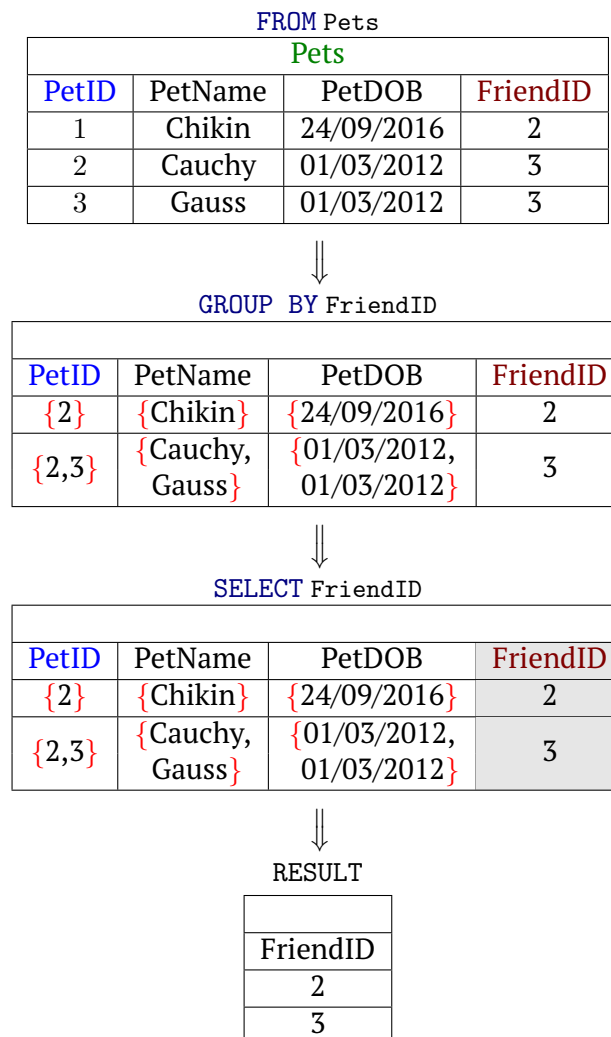 FROM Pets
Pets
PetID PetName PetDOB FriendID
1 Chikin 24/09/2016 2
2 Cauchy 01/03/2012 3
3 Gauss 01/03/2012 3
⇓
GROUP BY FriendID
PetID PetName PetDOB FriendID
{2} {Chikin} {24/09/2016} 2
{2,3} {Cauchy, Gauss} {01/03/2012, 01/03/2012} 3
⇓
SELECT FriendID
PetID PetName PetDOB FriendID
{2} {Chikin} {24/09/2016} 2
{2,3} {Cauchy, Gauss} {01/03/2012, 01/03/2012} 3
⇓
RESULT
FriendID
2
3